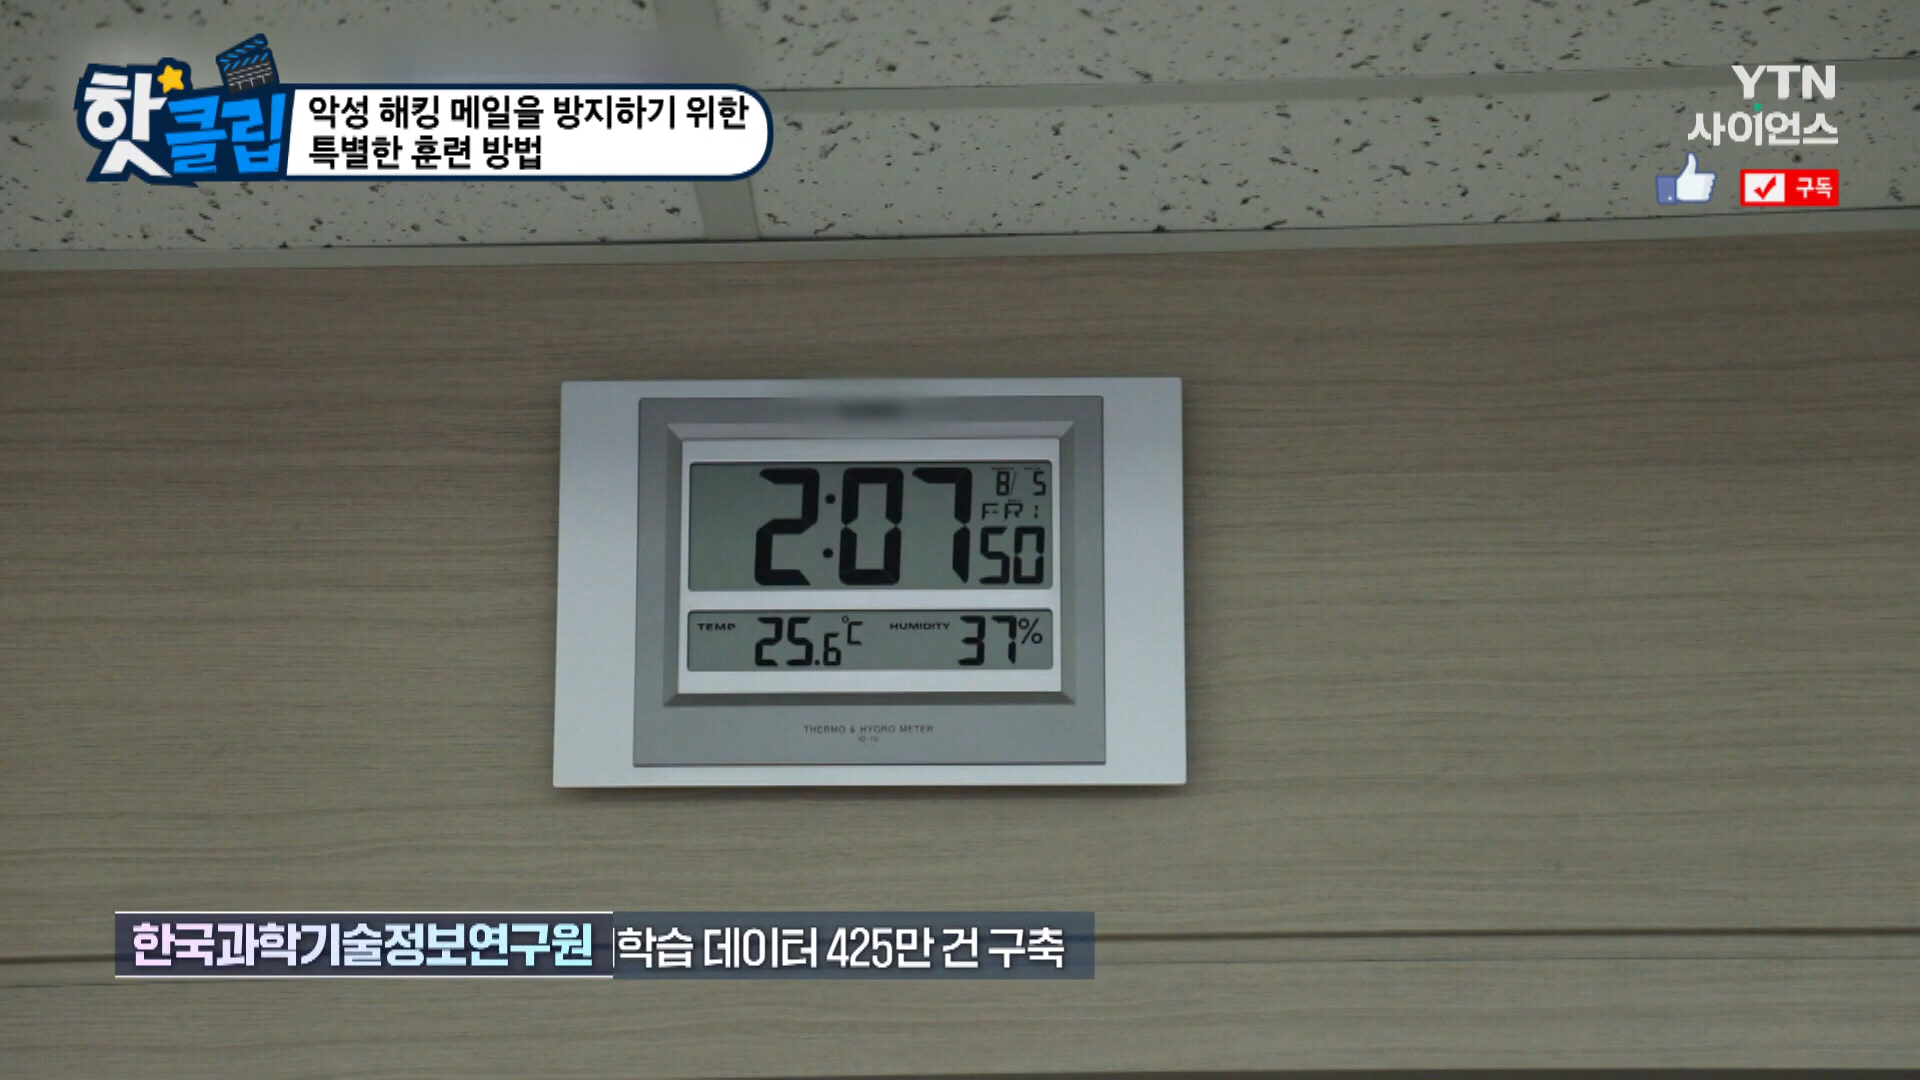 핫클립
악성 해킹 메일을 방지하기 위한
특별한 훈련 방법
YTN
사이언스
구독
2:07
8/ 5
FRI
50
TEMP 25.6°C HUMIDITY 37%
THERMO & HYGRO METER
한국과학기술정보연구원
학습 데이터 425만 건 구축